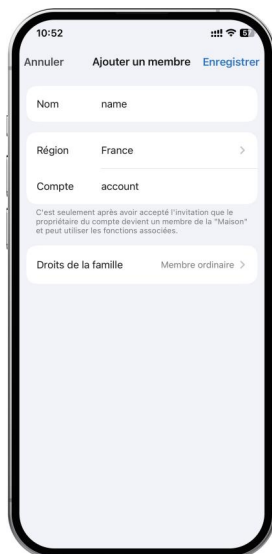 10:52
Annuler Ajouter un membre Enregistrer
Nom name
Région France
Compte account
C'est seulement après avoir accepté l'invitation que le
propriétaire du compte devient un membre de la "Maison"
et peut utiliser les fonctions associées.
Droits de la famille Membre ordinaire